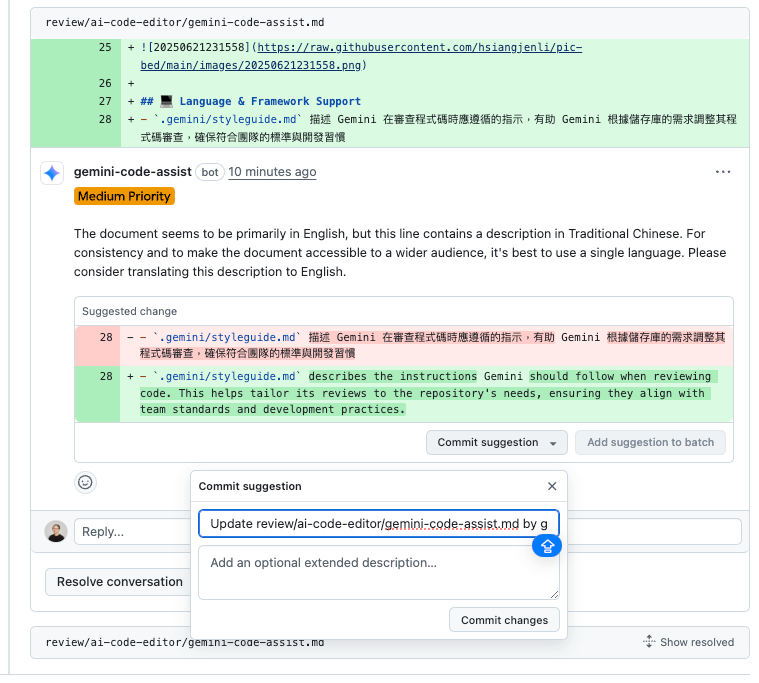 review/ai-code-editor/gemini-code-assist.md
25 + ![20250621231558](https://raw.githubusercontent.com/hsiangjenli/pic-
bed/main/images/20250621231558.png)
26 +
27 + ## 💻 Language & Framework Support
28 + - `.gemini/styleguide.md` 描述 Gemini 在審查程式碼時應遵循的指示，有助 Gemini 根據儲存庫的需求調整其程
式碼審查，確保符合團隊的標準與開發習慣
gemini-code-assist bot 10 minutes ago ...
Medium Priority
The document seems to be primarily in English, but this line contains a description in Traditional Chinese. For
consistency and to make the document accessible to a wider audience, it's best to use a single language. Please
consider translating this description to English.
Suggested change
28 - - `.gemini/styleguide.md` 描述 Gemini 在審查程式碼時應遵循的指示，有助 Gemini 根據儲存庫的需求調整其
程式碼審查，確保符合團隊的標準與開發習慣
28 + - `.gemini/styleguide.md` describes the instructions Gemini should follow when reviewing
code. This helps tailor its reviews to the repository's needs, ensuring they align with
team standards and development practices.
Commit suggestion Add suggestion to batch
Commit suggestion
Update review/ai-code-editor/gemini-code-assist.md by g
Reply...
Add an optional extended description...
Resolve conversation
Commit changes
review/ai-code-editor/gemini-code-assist.md Show resolved